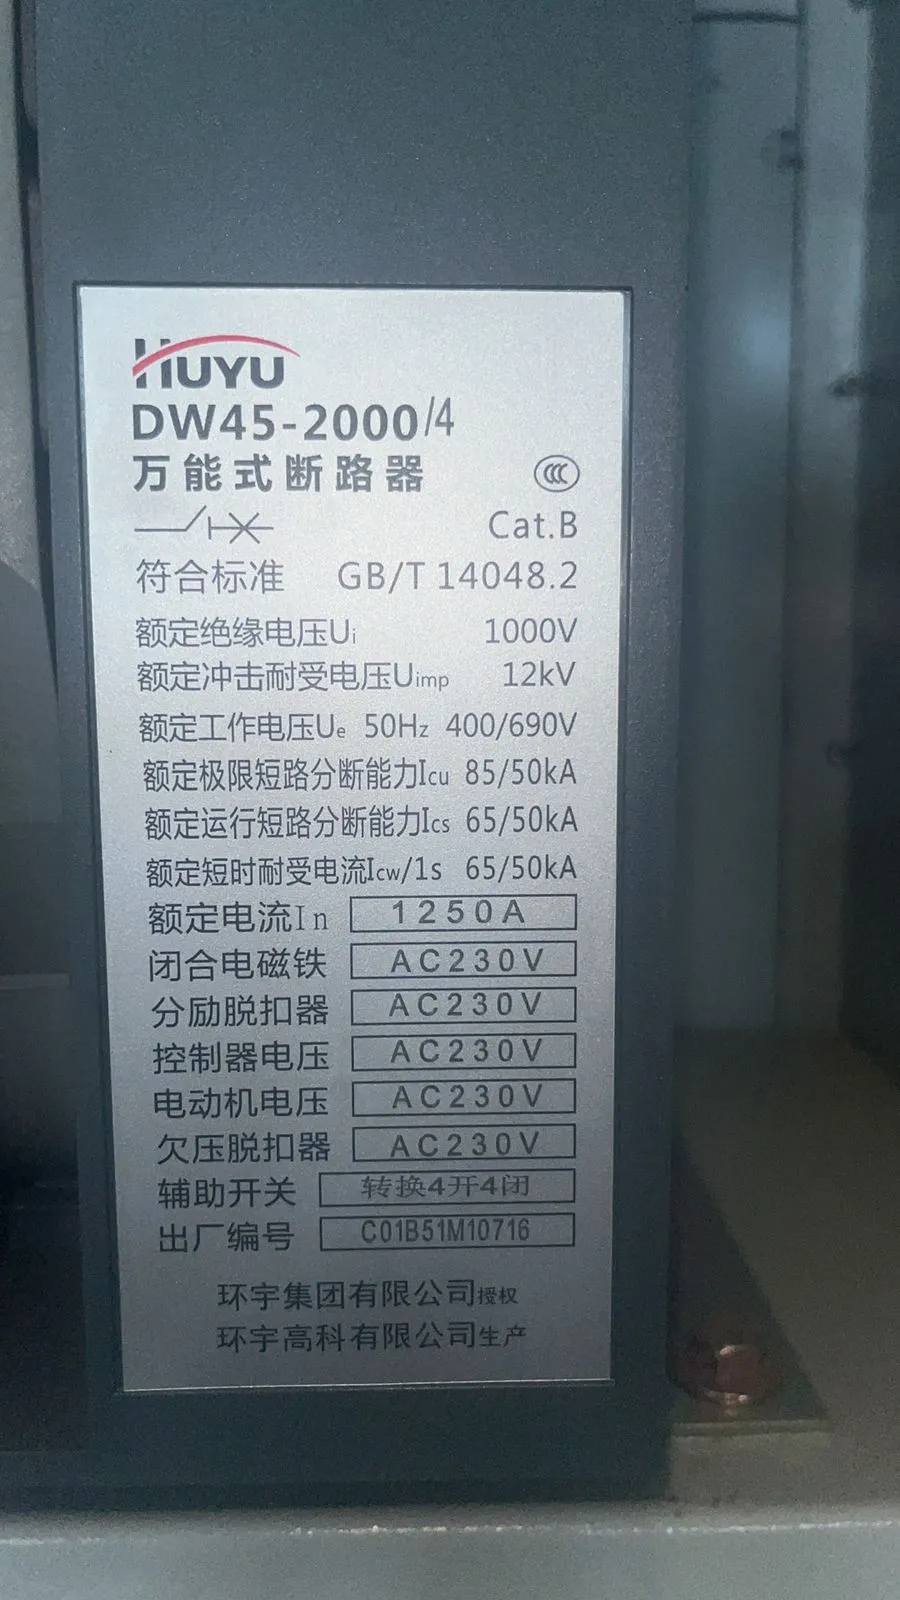 HUYU
DW45-2000/4
万能式断路器
CCC
Cat.B
符合标准 GB/T 14048.2
额定绝缘电压Ui 1000V
额定冲击耐受电压Uimp 12kV
额定工作电压Ue 50Hz 400/690V
额定极限短路分断能力Icu 85/50kA
额定运行短路分断能力Ics 65/50kA
额定短时耐受电流Icw/1s 65/50kA
额定电流In 1250A
闭合电磁铁 AC230V
分励脱扣器 AC230V
控制器电压 AC230V
电动机电压 AC230V
欠压脱扣器 AC230V
辅助开关 转换4开4闭
出厂编号 C01B51M10716
环宇集团有限公司授权
环宇高科有限公司生产